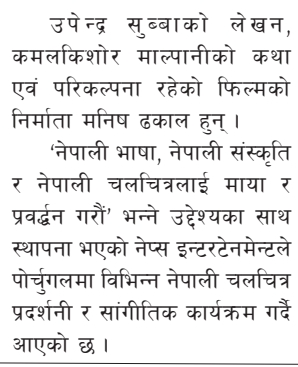 उपेन्द्र सुब्बाको लेखन,
कमलकिशोर माल्पानीको कथा
एवं परिकल्पना रहेको फिल्मको
निर्माता मनिष ढकाल हुन् ।
‘नेपाली भाषा, नेपाली संस्कृति
र नेपाली चलचित्रलाई माया र
प्रवर्द्धन गरौं’ भन्ने उद्देश्यका साथ
स्थापना भएको नेप्स इन्टरटेनमेन्टले
पोर्चुगलमा विभिन्न नेपाली चलचित्र
प्रदर्शनी र सांगीतिक कार्यक्रम गर्दै
आएको छ ।